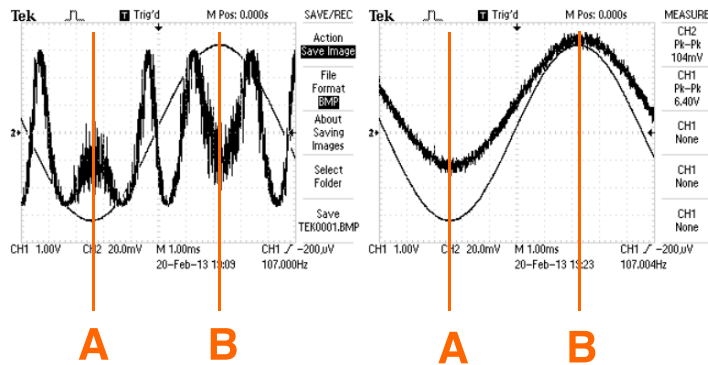 Tek Trig'd M Pos: 0.000s SAVE/REC
Action
Save Image
File
Format
BMP
About
Saving
Images
Select
Folder
Save
TEK0001.BMP
2
CH1 1.00V CH2 20.0mV M 1.00ms CH1 -200µV
107.000Hz
A B
Tek Trig'd M Pos: 0.000s MEASURE
CH2
Pk-Pk
104mV
CH1
Pk-Pk
6.40V
CH1
None
CH1
None
CH1
None
2
CH1 1.00V CH2 20.0mV M 1.00ms CH1 -200µV
20-Feb-13 107.004Hz
A B